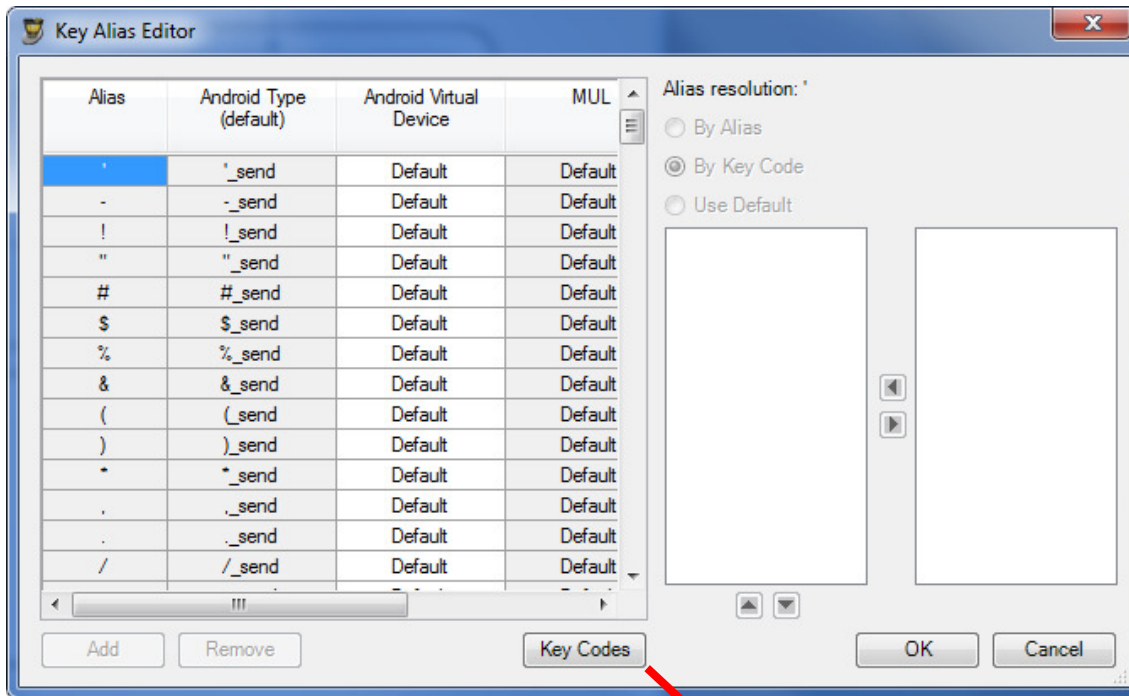 Key Alias Editor
Alias Android Type (default) Android Virtual Device MUL
' '_send Default Default
- -_send Default Default
! !_send Default Default
" "_send Default Default
# #_send Default Default
$ $_send Default Default
% %_send Default Default
& &_send Default Default
( (_send Default Default
) )_send Default Default
* *_send Default Default
, ,_send Default Default
. ._send Default Default
/ /_send Default Default
Add Remove Key Codes
Alias resolution: '
By Alias
By Key Code
Use Default
OK Cancel